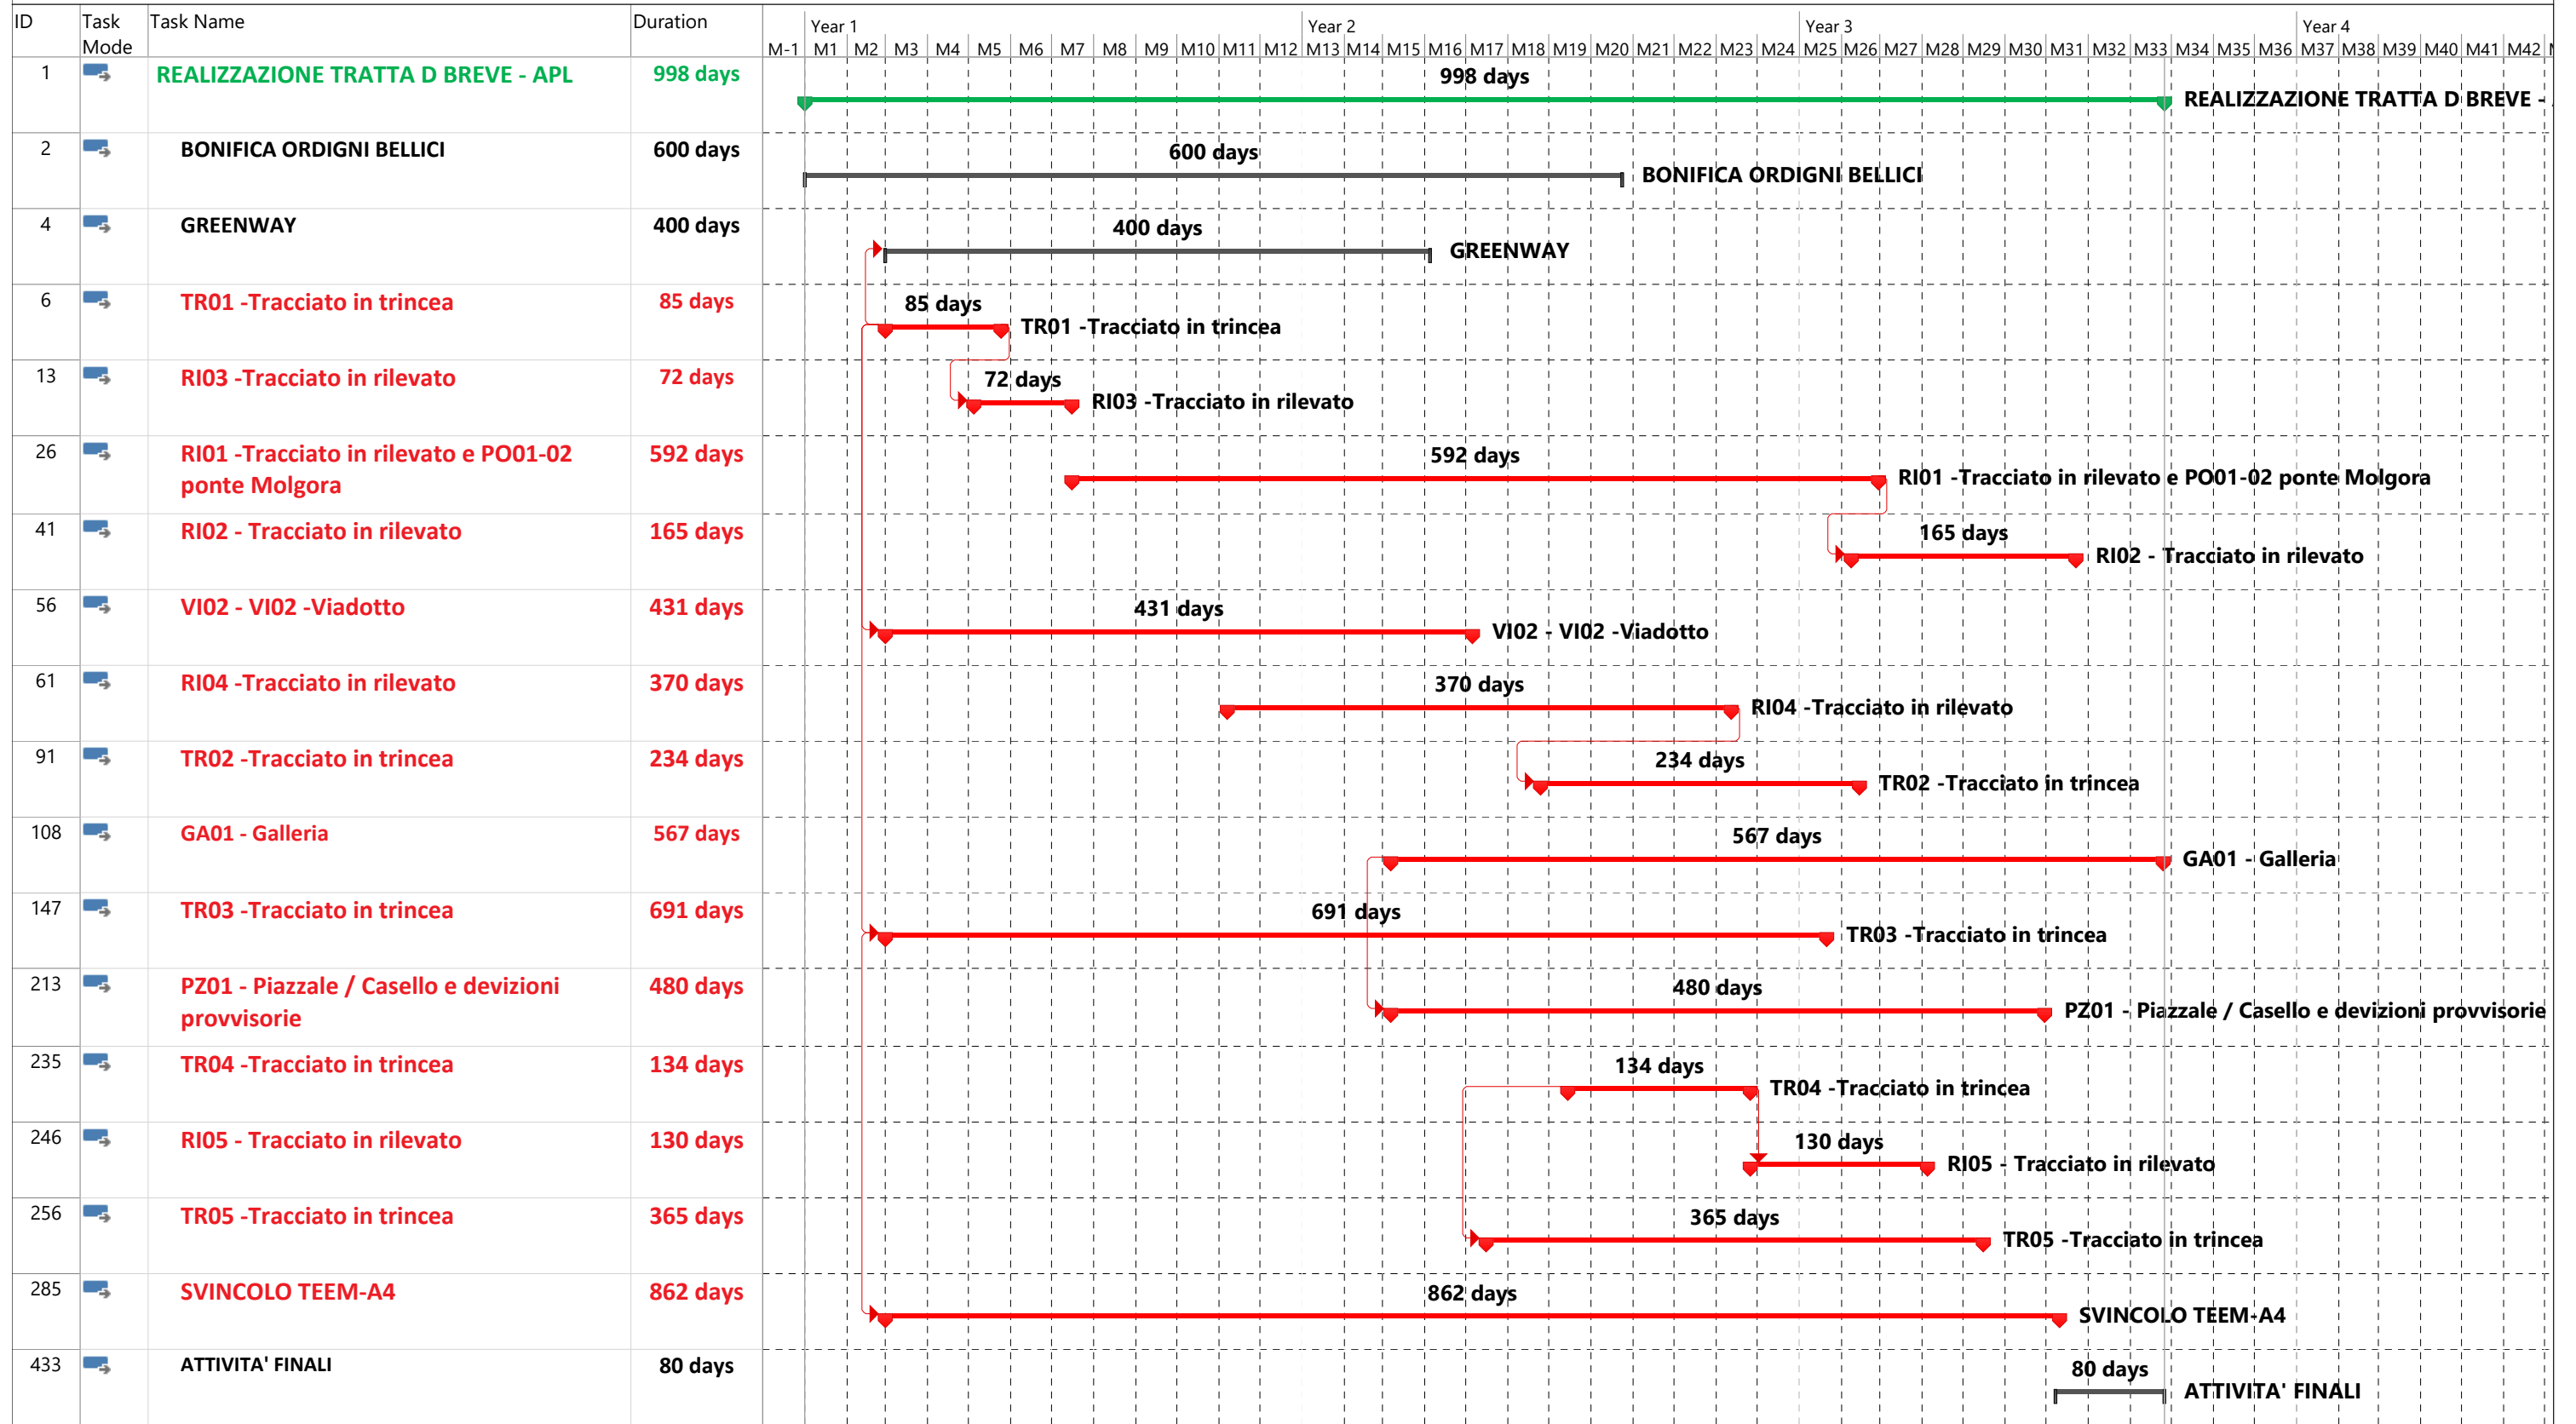 ID Task Mode Task Name Duration
Year 1 Year 2 Year 3 Year 4
M-1 M1 M2 M3 M4 M5 M6 M7 M8 M9 M10 M11 M12 M13 M14 M15 M16 M17 M18 M19 M20 M21 M22 M23 M24 M25 M26 M27 M28 M29 M30 M31 M32 M33 M34 M35 M36 M37 M38 M39 M40 M41 M42
1 REALIZZAZIONE TRATTA D BREVE - APL 998 days
998 days
REALIZZAZIONE TRATTA D BREVE -
2 BONIFICA ORDIGNI BELLICI 600 days
600 days
BONIFICA ORDIGNI BELLICI
4 GREENWAY 400 days
400 days
GREENWAY
6 TR01 -Tracciato in trincea 85 days
85 days
TR01 -Tracciato in trincea
13 RI03 -Tracciato in rilevato 72 days
72 days
RI03 -Tracciato in rilevato
26 RI01 -Tracciato in rilevato e PO01-02 592 days
ponte Molgora
592 days
RI01 -Tracciato in rilevato e PO01-02 ponte Molgora
41 RI02 - Tracciato in rilevato 165 days
165 days
RI02 - Tracciato in rilevato
56 VI02 - VI02 -Viadotto 431 days
431 days
VI02 - VI02 -Viadotto
61 RI04 -Tracciato in rilevato 370 days
370 days
RI04 -Tracciato in rilevato
91 TR02 -Tracciato in trincea 234 days
234 days
TR02 -Tracciato in trincea
108 GA01 - Galleria 567 days
567 days
GA01 - Galleria
147 TR03 -Tracciato in trincea 691 days
691 days
TR03 -Tracciato in trincea
213 PZ01 - Piazzale / Casello e devizioni 480 days
provvisorie
480 days
PZ01 - Piazzale / Casello e devizioni provvisorie
235 TR04 -Tracciato in trincea 134 days
134 days
TR04 -Tracciato in trincea
246 RI05 - Tracciato in rilevato 130 days
130 days
RI05 - Tracciato in rilevato
256 TR05 -Tracciato in trincea 365 days
365 days
TR05 -Tracciato in trincea
285 SVINCOLO TEEM-A4 862 days
862 days
SVINCOLO TEEM-A4
433 ATTIVITA' FINALI 80 days
80 days
ATTIVITA' FINALI